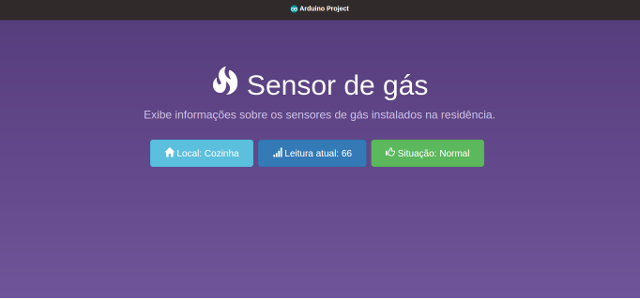 Arduino Project
Sensor de gás
Exibe informações sobre os sensores de gás instalados na residência.
Local: Cozinha
Leitura atual: 66
Situação: Normal